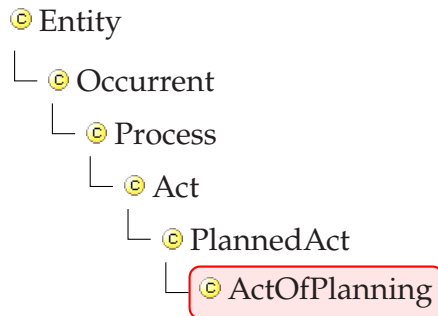 C Entity
C Occurrent
C Process
C Act
C PlannedAct
C ActOfPlanning